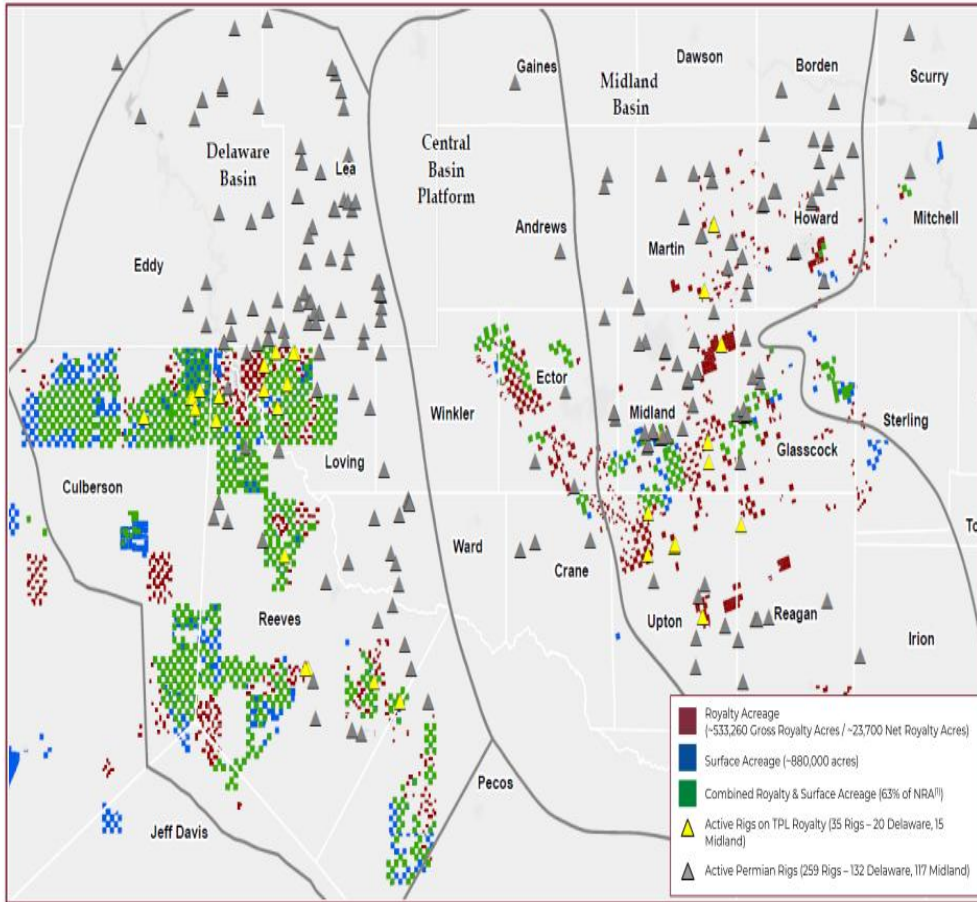 Dawson
Gaines
Borden
Scurry
Midland
Basin
Delaware
Basin
Central
Basin
Platform
Lea
Howard
Mitchell
Andrews
Martin
Eddy
Ector
Winkler
Midland
Sterling
Loving
Glasscock
Culberson
Ward
To
Crane
Reeves
Upton
Reagan
Irion
Pecos
Jeff Davis
Royalty Acreage
(~533,260 Gross Royalty Acres / ~23,700 Net Royalty Acres)
Surface Acreage (~880,000 acres)
Combined Royalty & Surface Acreage (63% of NRA(1))
Active Rigs on TPL Royalty (35 Rigs – 20 Delaware, 15
Midland)
Active Permian Rigs (259 Rigs – 132 Delaware, 117 Midland)